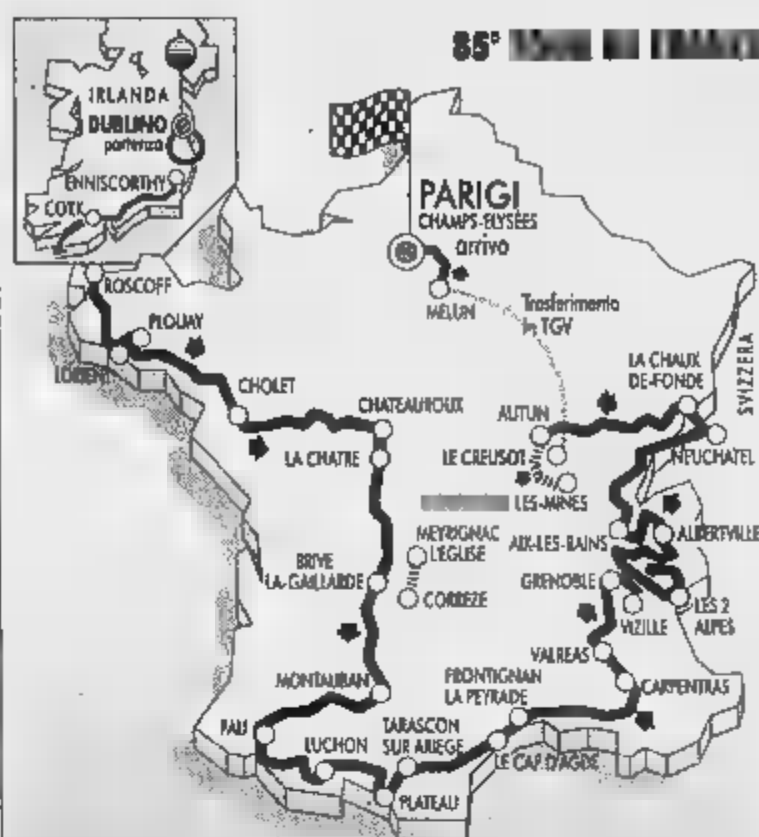 85°
IRLANDA
DUBLINO
partenza
ENNISCORTHY
CORK
PARIGI
CHAMPS-ELYSÉES
arrivo
ROSCOFF
MELUN
Trasferimento
in TGV
PLOUAY
LORIENT
SVIZZERA
LA CHAUX
DE-FONDE
CHOLET
CHATEAUROUX
AUTUN
LA CHATRE
LE CREUSOT
NEUCHATEL
LES-MINES
MEYRIGNAC
L'EGLISE
AIX-LES-BAINS
ALBERTVILLE
BRIVE
LA-GAILLARDE
GRENOBLE
CORREZE
VIZILLE
LES 2
ALPES
VALREAS
MONTAUBAN
FRONTIGNAN
LA PEYRADE
CARPENTRAS
PAU
TARASCON
SUR ARIEGE
LUCHON
LE CAP D'AGDE
PLATEAU